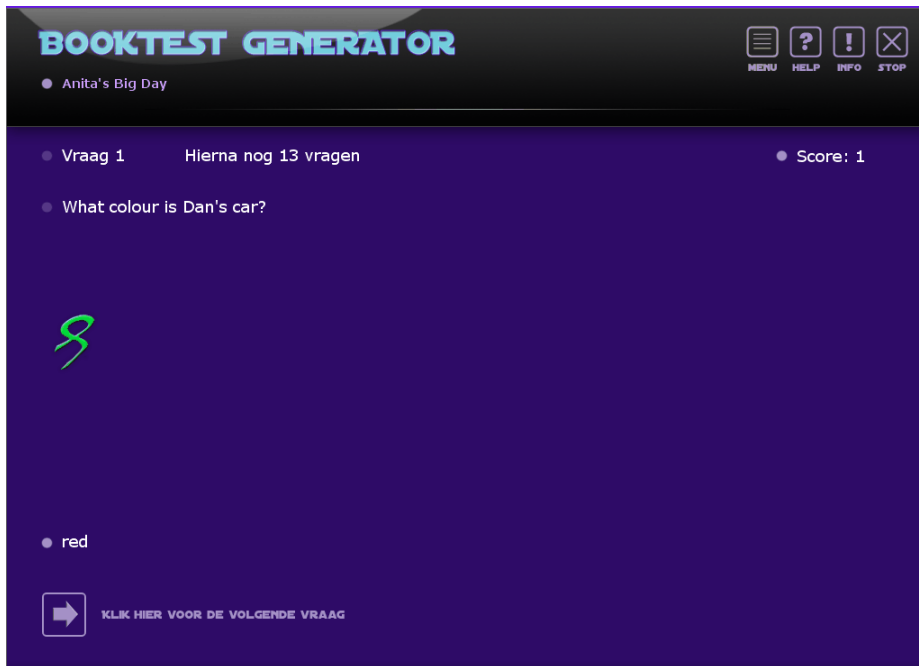 BOOKTEST GENERATOR
MENU HELP INFO STOP
Anita's Big Day
Vraag 1 Hierna nog 13 vragen Score: 1
What colour is Dan's car?
red
KLIK HIER VOOR DE VOLGENDE VRAAG